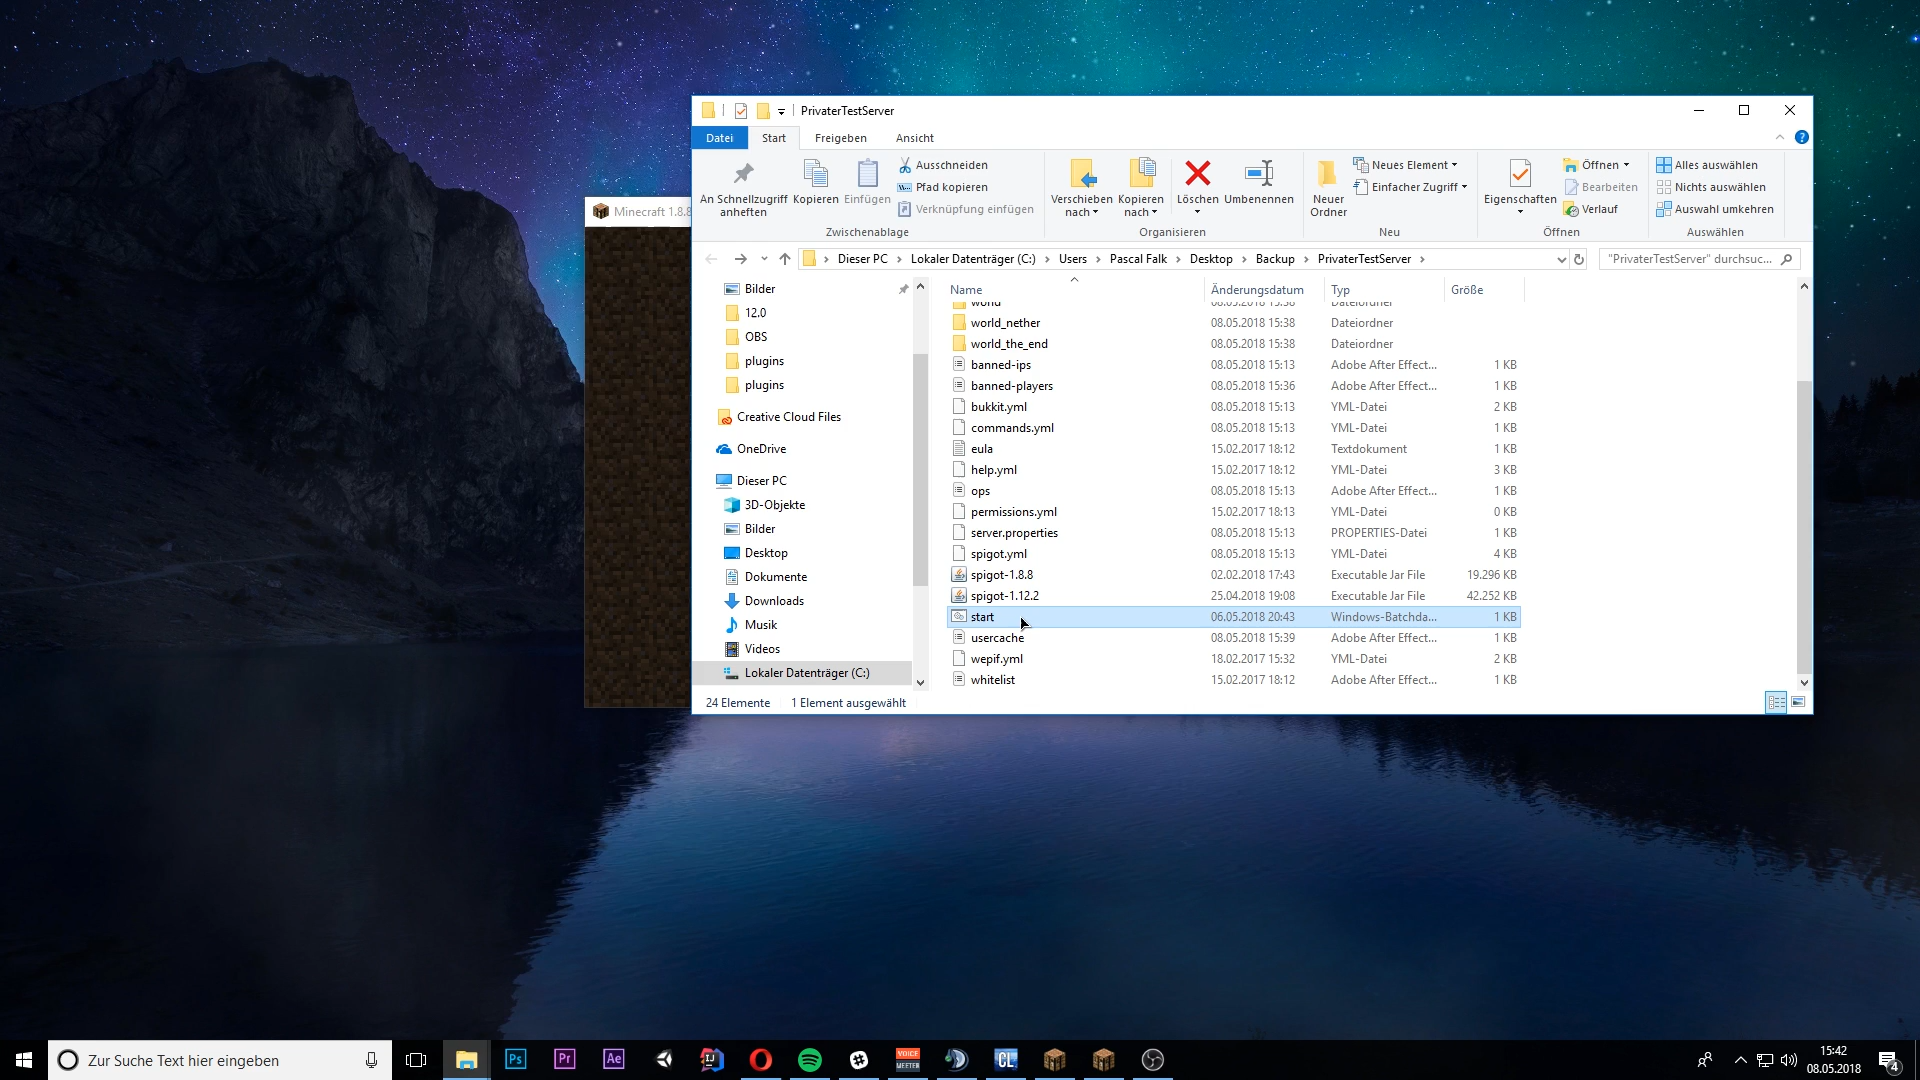 PrivaterTestServer
Datei Start Freigeben Ansicht
An Schnellzugriff anheften
Kopieren
Einfügen
Ausschneiden
Pfad kopieren
Verknüpfung einfügen
Zwischenablage
Verschieben nach
Kopieren nach
Löschen
Umbenennen
Organisieren
Neuer Ordner
Neues Element
Einfacher Zugriff
Neu
Eigenschaften
Öffnen
Bearbeiten
Verlauf
Öffnen
Alles auswählen
Nichts auswählen
Auswahl umkehren
Auswählen
Minecraft 1.8.8
Dieser PC Lokaler Datenträger (C:) Users Pascal Falk Desktop Backup PrivaterTestServer
"PrivaterTestServer" durchsuc...
Bilder
12.0
OBS
plugins
plugins
Creative Cloud Files
OneDrive
Dieser PC
3D-Objekte
Bilder
Desktop
Dokumente
Downloads
Musik
Videos
Lokaler Datenträger (C:)
Name Änderungsdatum Typ Größe
world 08.05.2018 15:38 Dateiordner
world_nether 08.05.2018 15:38 Dateiordner
world_the_end 08.05.2018 15:38 Dateiordner
banned-ips 08.05.2018 15:13 Adobe After Effect... 1 KB
banned-players 08.05.2018 15:36 Adobe After Effect... 1 KB
bukkit.yml 08.05.2018 15:13 YML-Datei 2 KB
commands.yml 08.05.2018 15:13 YML-Datei 1 KB
eula 15.02.2017 18:12 Textdokument 1 KB
help.yml 15.02.2017 18:12 YML-Datei 3 KB
ops 08.05.2018 15:13 Adobe After Effect... 1 KB
permissions.yml 15.02.2017 18:13 YML-Datei 0 KB
server.properties 08.05.2018 15:13 PROPERTIES-Datei 1 KB
spigot.yml 08.05.2018 15:13 YML-Datei 4 KB
spigot-1.8.8 02.02.2018 17:43 Executable Jar File 19.296 KB
spigot-1.12.2 25.04.2018 19:08 Executable Jar File 42.252 KB
start 06.05.2018 20:43 Windows-Batchda... 1 KB
usercache 08.05.2018 15:39 Adobe After Effect... 1 KB
wepif.yml 18.02.2017 15:32 YML-Datei 2 KB
whitelist 15.02.2017 18:12 Adobe After Effect... 1 KB
24 Elemente 1 Element ausgewählt
Zur Suche Text hier eingeben
Ps
Pr
Ae
IJ
VOICE MEETER
CL
15:42
08.05.2018
4